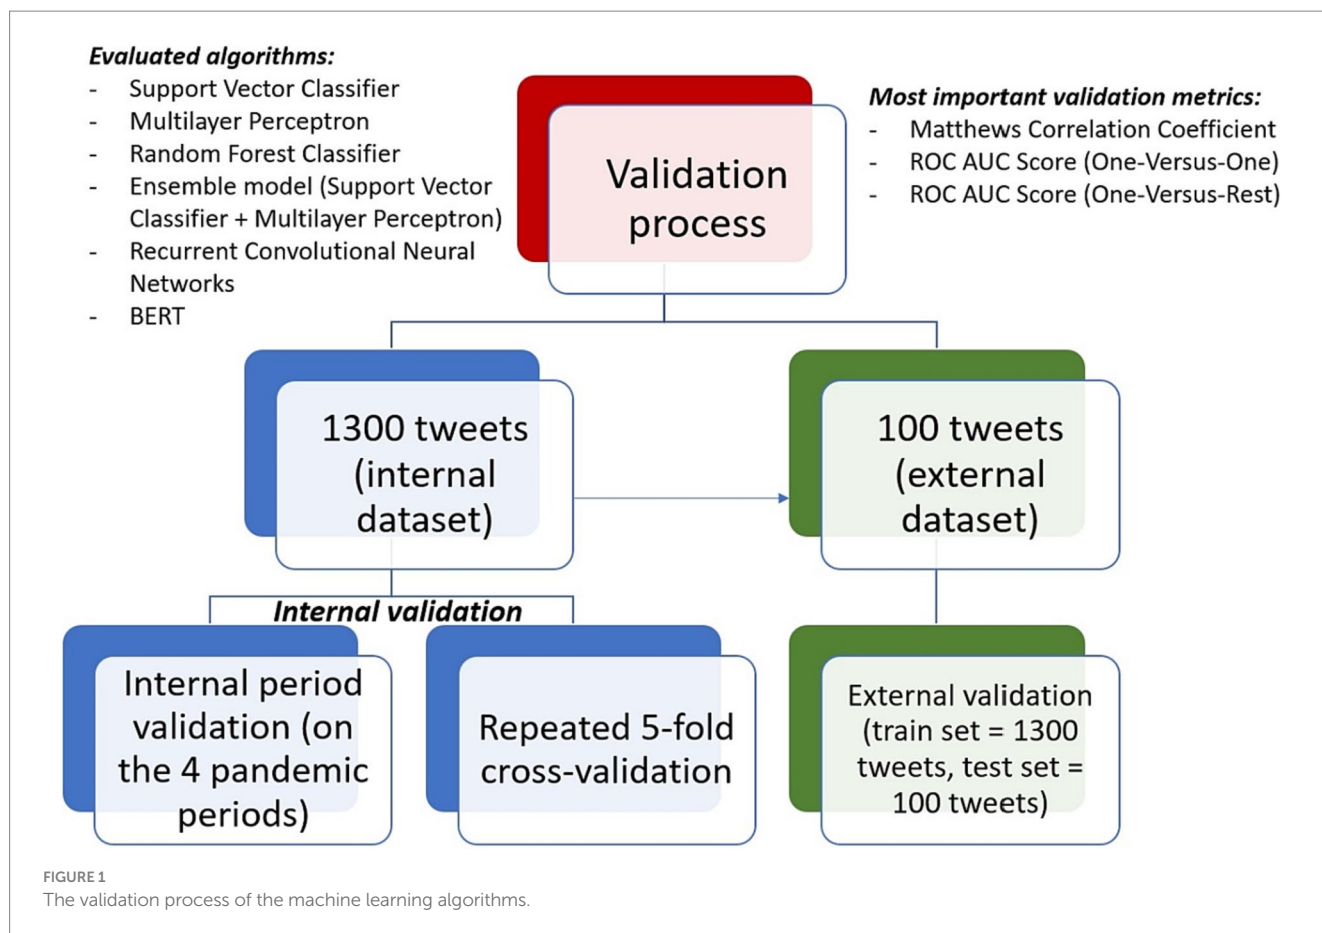 Evaluated algorithms:
- Support Vector Classifier
- Multilayer Perceptron
- Random Forest Classifier
- Ensemble model (Support Vector
Classifier + Multilayer Perceptron)
- Recurrent Convolutional Neural
Networks
- BERT
Validation
process
Most important validation metrics:
- Matthews Correlation Coefficient
- ROC AUC Score (One-Versus-One)
- ROC AUC Score (One-Versus-Rest)
1300 tweets
(internal
dataset)
100 tweets
(external
dataset)
Internal validation
Internal period
validation (on
the 4 pandemic
periods)
Repeated 5-fold
cross-validation
External validation
(train set = 1300
tweets, test set =
100 tweets)
FIGURE 1
The validation process of the machine learning algorithms.